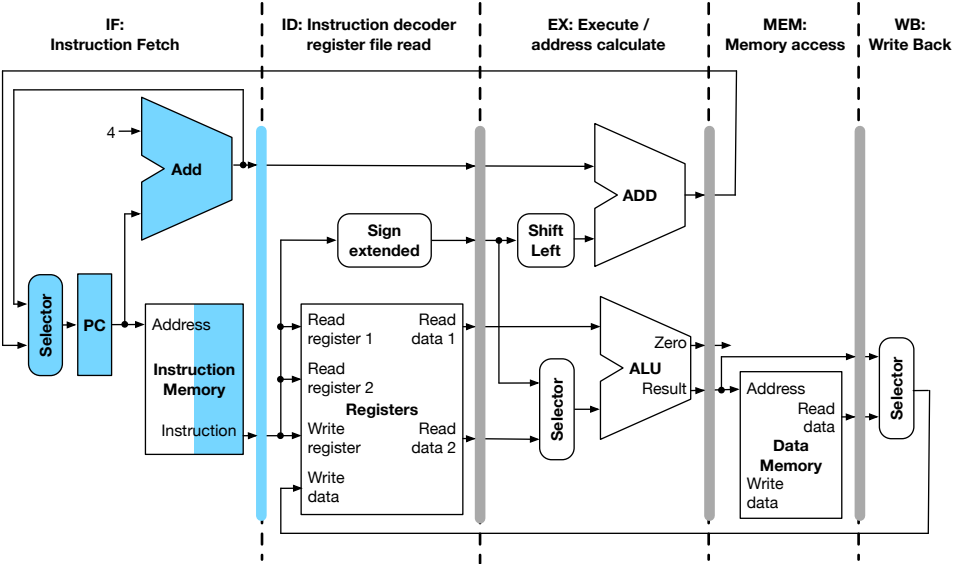 IF:
Instruction Fetch
ID: Instruction decoder
register file read
EX: Execute /
address calculate
MEM:
Memory access
WB:
Write Back
4
Add
ADD
Sign
extended
Shift
Left
Selector
PC
Address
Instruction
Memory
Instruction
Read
register 1
Read
data 1
Read
register 2
Registers
Write
register
Read
data 2
Write
data
Selector
Zero
ALU
Result
Address
Read
data
Data
Memory
Write
data
Selector